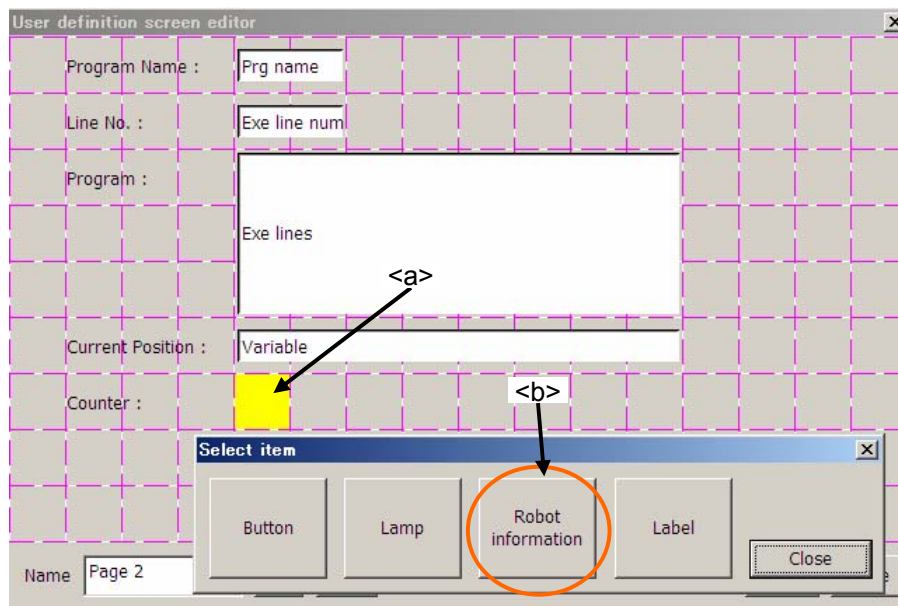 User definition screen editor
Program Name : Prg name
Line No. : Exe line num
Program :
Exe lines
<a>
Current Position : Variable
<b>
Counter :
Select item
Button
Lamp
Robot
information
Label
Close
Name Page 2